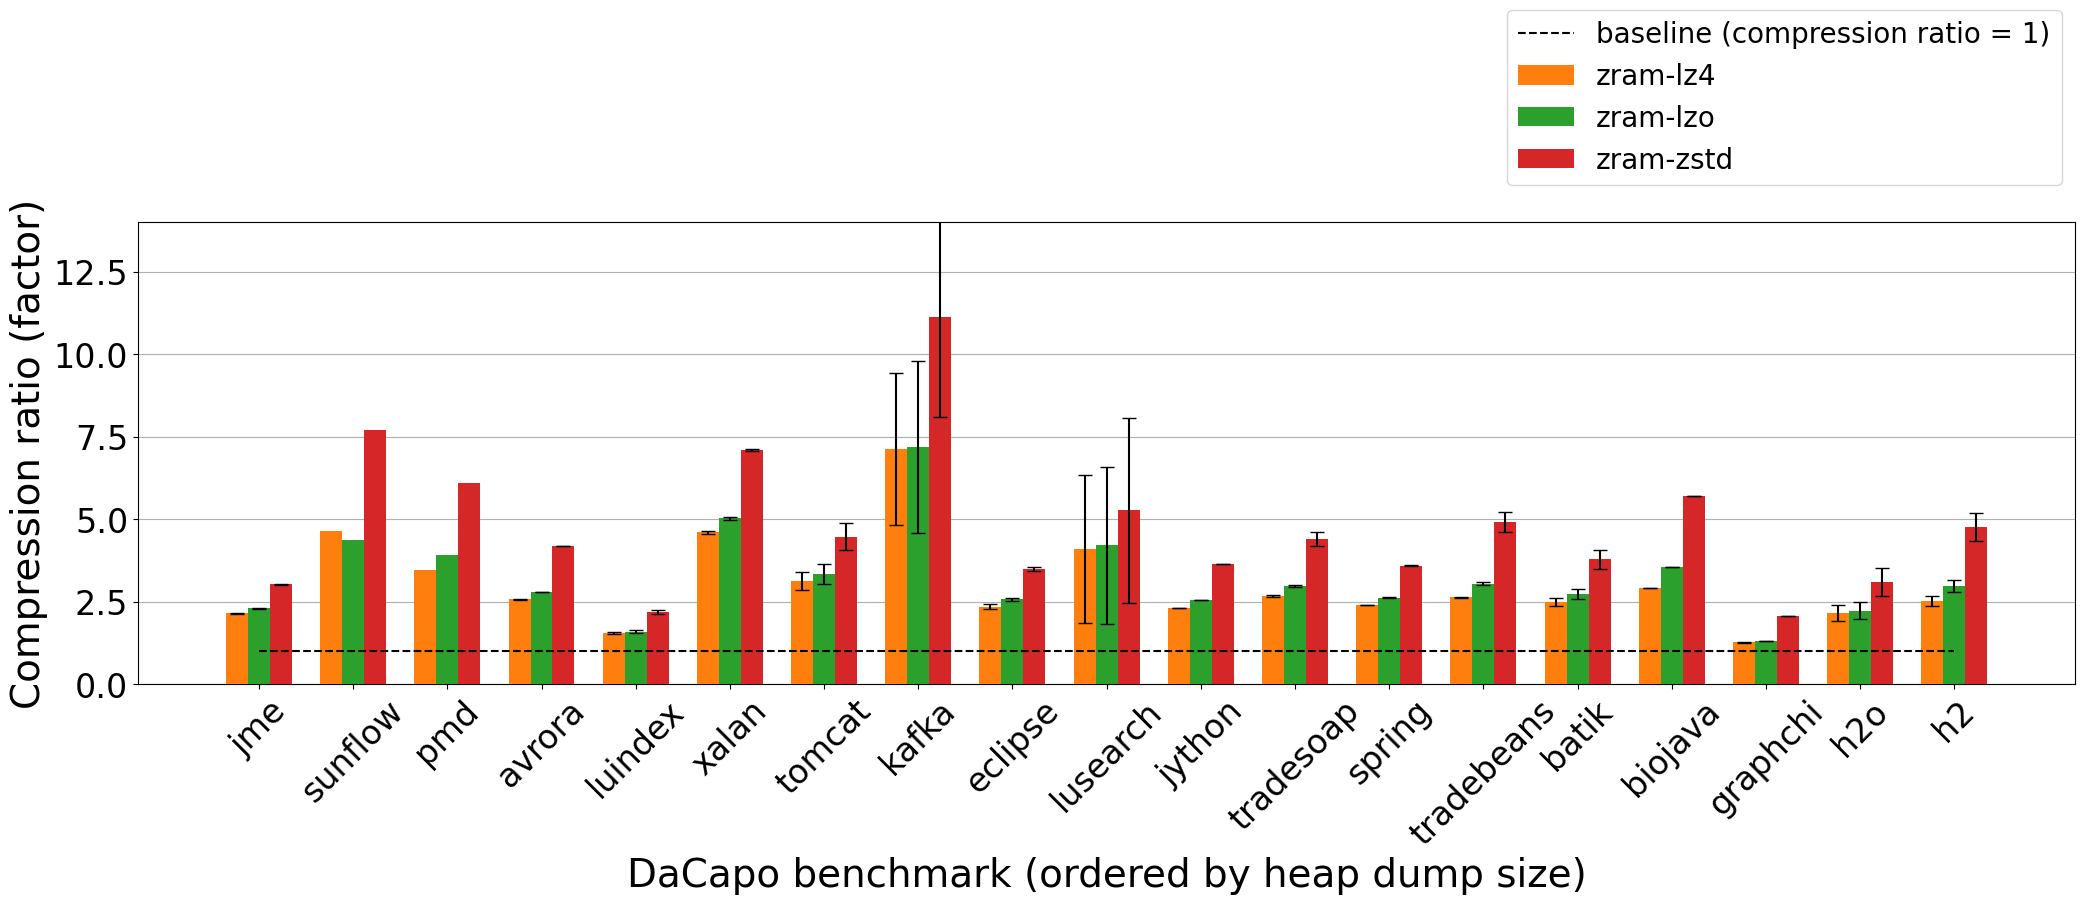 baseline (compression ratio = 1)
zram-lz4
zram-lzo
zram-zstd
Compression ratio (factor)
12.5
10.0
7.5
5.0
2.5
0.0
jme
sunflow
pmd
avrora
luindex
xalan
tomcat
kafka
eclipse
lusearch
jython
tradesoap
spring
tradebeans
batik
biojava
graphchi
h2o
h2
DaCapo benchmark (ordered by heap dump size)